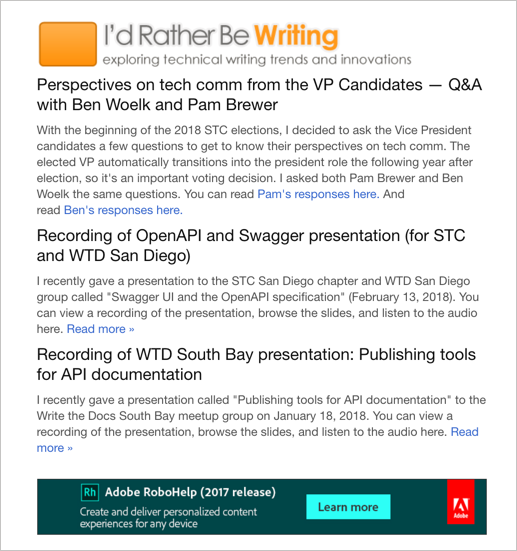 I'd Rather Be Writing
exploring technical writing trends and innovations
Perspectives on tech comm from the VP Candidates — Q&A
with Ben Woelk and Pam Brewer
With the beginning of the 2018 STC elections, I decided to ask the Vice President
candidates a few questions to get to know their perspectives on tech comm. The
elected VP automatically transitions into the president role the following year after
election, so it's an important voting decision. I asked both Pam Brewer and Ben
Woelk the same questions. You can read Pam's responses here. And
read Ben's responses here.
Recording of OpenAPI and Swagger presentation (for STC
and WTD San Diego)
I recently gave a presentation to the STC San Diego chapter and WTD San Diego
group called "Swagger UI and the OpenAPI specification" (February 13, 2018). You
can view a recording of the presentation, browse the slides, and listen to the audio
here. Read more »
Recording of WTD South Bay presentation: Publishing tools
for API documentation
I recently gave a presentation called "Publishing tools for API documentation" to the
Write the Docs South Bay meetup group on January 18, 2018. You can view a
recording of the presentation, browse the slides, and listen to the audio here. Read
more »
Rh Adobe RoboHelp (2017 release)
Create and deliver personalized content
experiences for any device
Learn more
Adobe